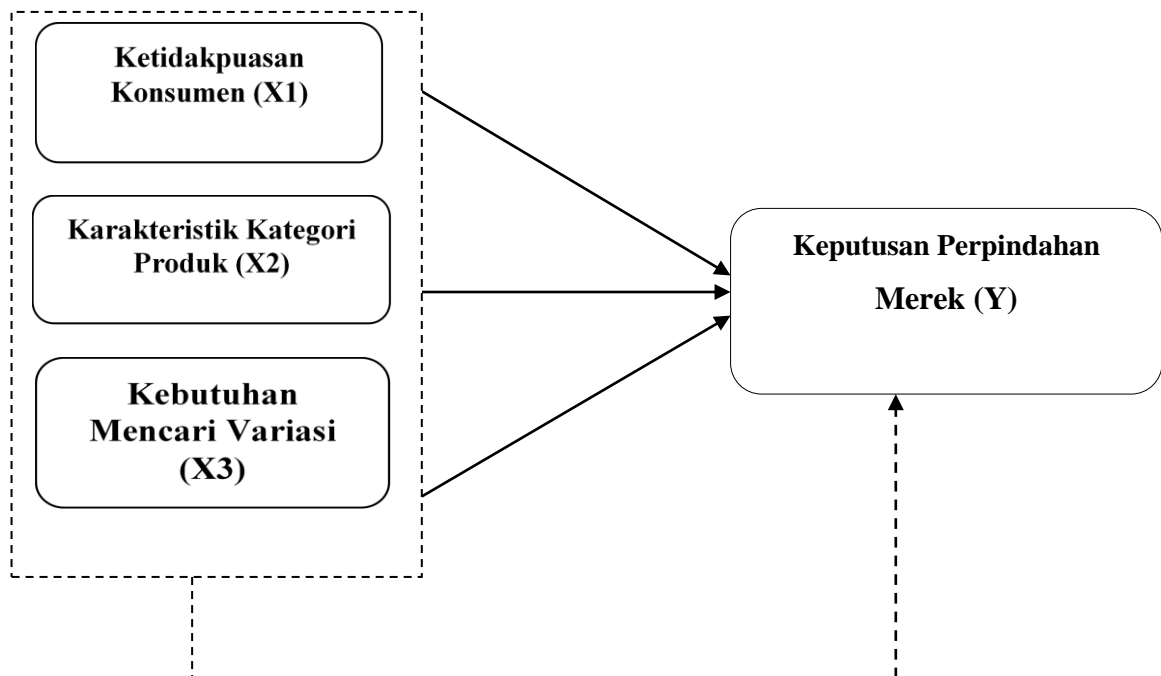 Ketidakpuasan
Konsumen (X1)
Karakteristik Kategori
Produk (X2)
Kebutuhan
Mencari Variasi
(X3)
Keputusan Perpindahan
Merek (Y)